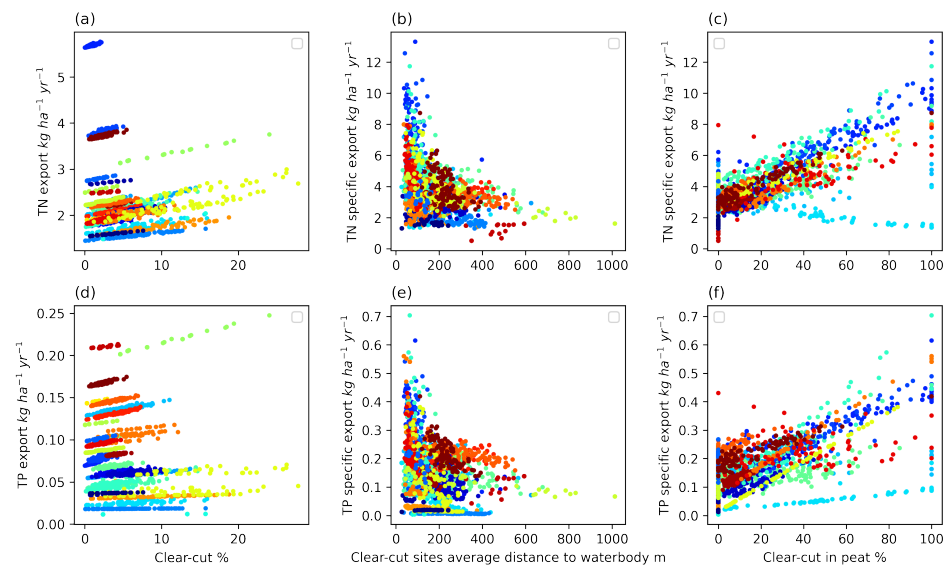 (a) (b) (c)
TN export kg ha⁻¹ yr⁻¹
5
4
3
2
0 10 20
TN specific export kg ha⁻¹ yr⁻¹
12
10
8
6
4
2
0
0 200 400 600 800 1000
TN specific export kg ha⁻¹ yr⁻¹
12
10
8
6
4
2
0
0 20 40 60 80 100
(d) (e) (f)
TP export kg ha⁻¹ yr⁻¹
0.25
0.20
0.15
0.10
0.05
0.00
0 10 20
Clear-cut %
TP specific export kg ha⁻¹ yr⁻¹
0.7
0.6
0.5
0.4
0.3
0.2
0.1
0.0
0 200 400 600 800 1000
Clear-cut sites average distance to waterbody m
TP specific export kg ha⁻¹ yr⁻¹
0.7
0.6
0.5
0.4
0.3
0.2
0.1
0.0
0 20 40 60 80 100
Clear-cut in peat %